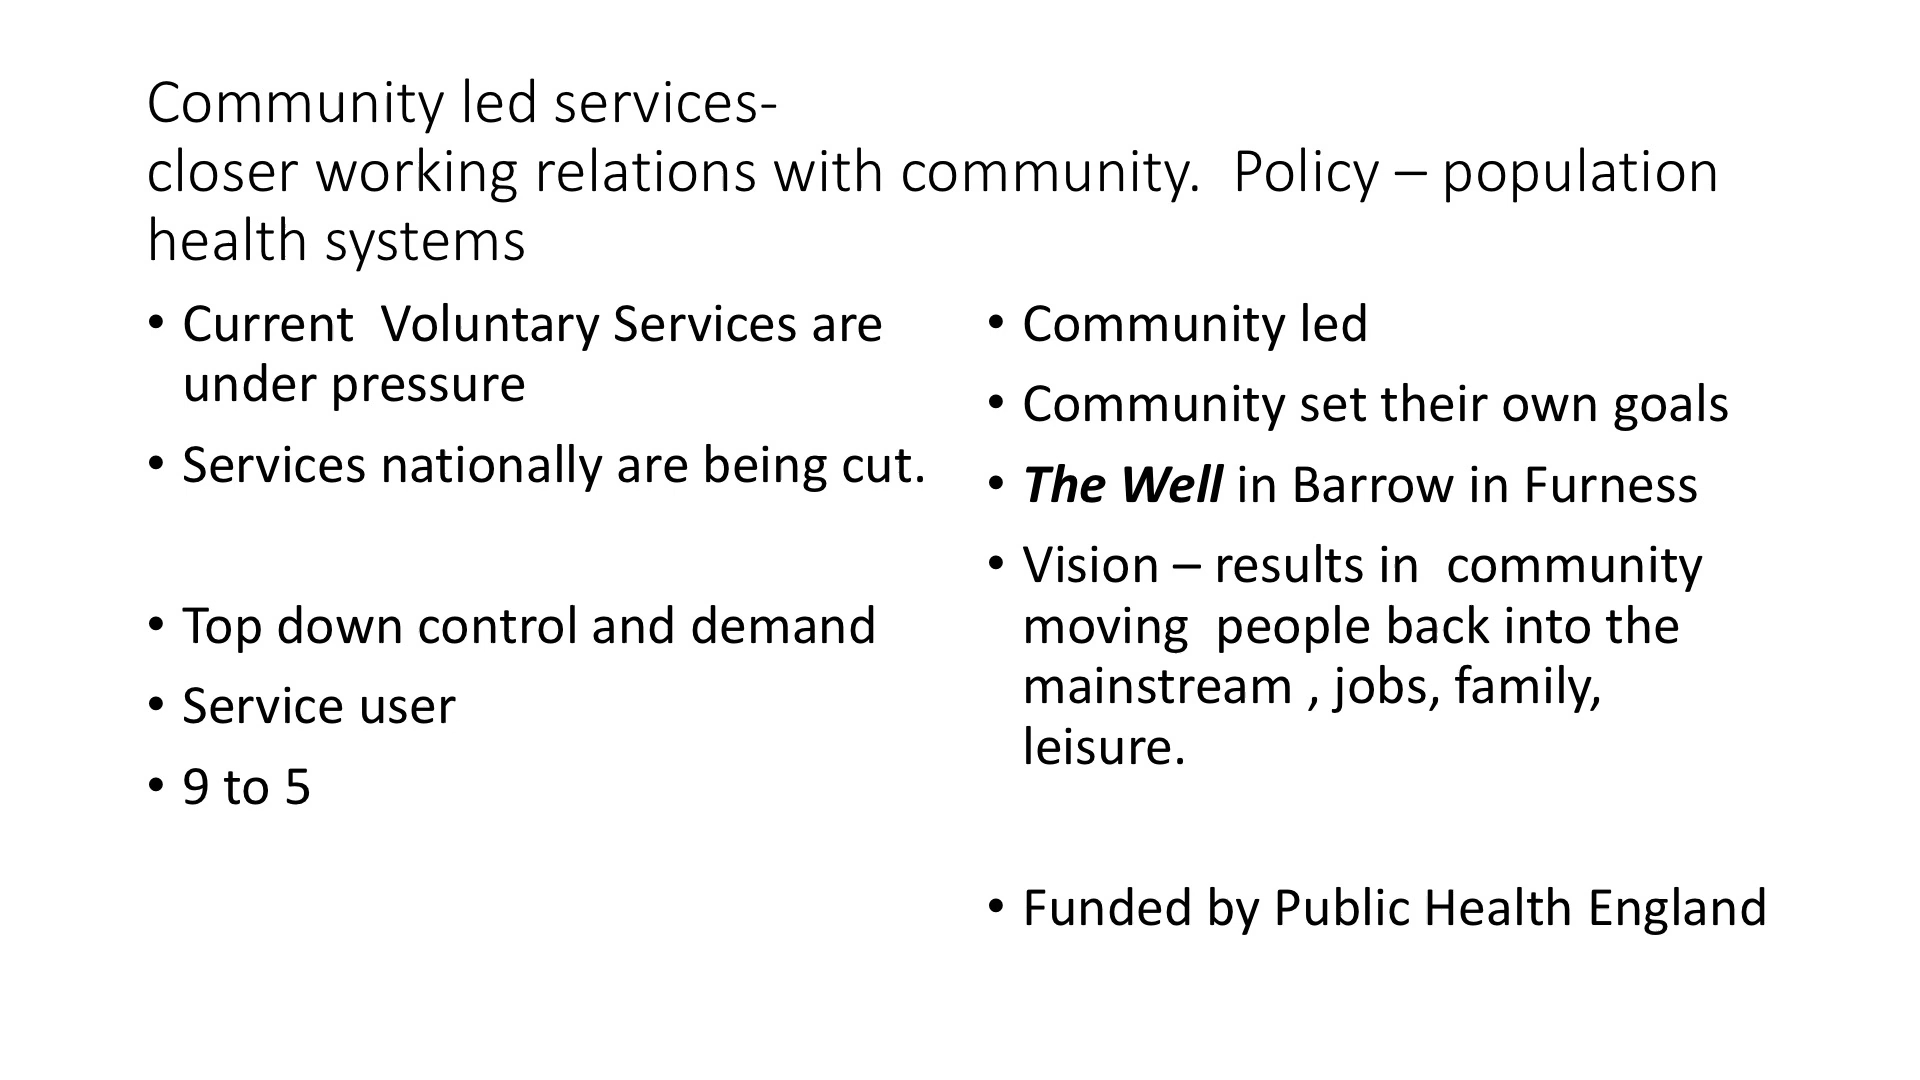 Community led services-
closer working relations with community.  Policy – population
health systems
• Current  Voluntary Services are
under pressure
• Services nationally are being cut.
• Top down control and demand
• Service user
• 9 to 5
• Community led
• Community set their own goals
• The Well in Barrow in Furness
• Vision – results in  community
moving  people back into the
mainstream , jobs, family,
leisure.
• Funded by Public Health England